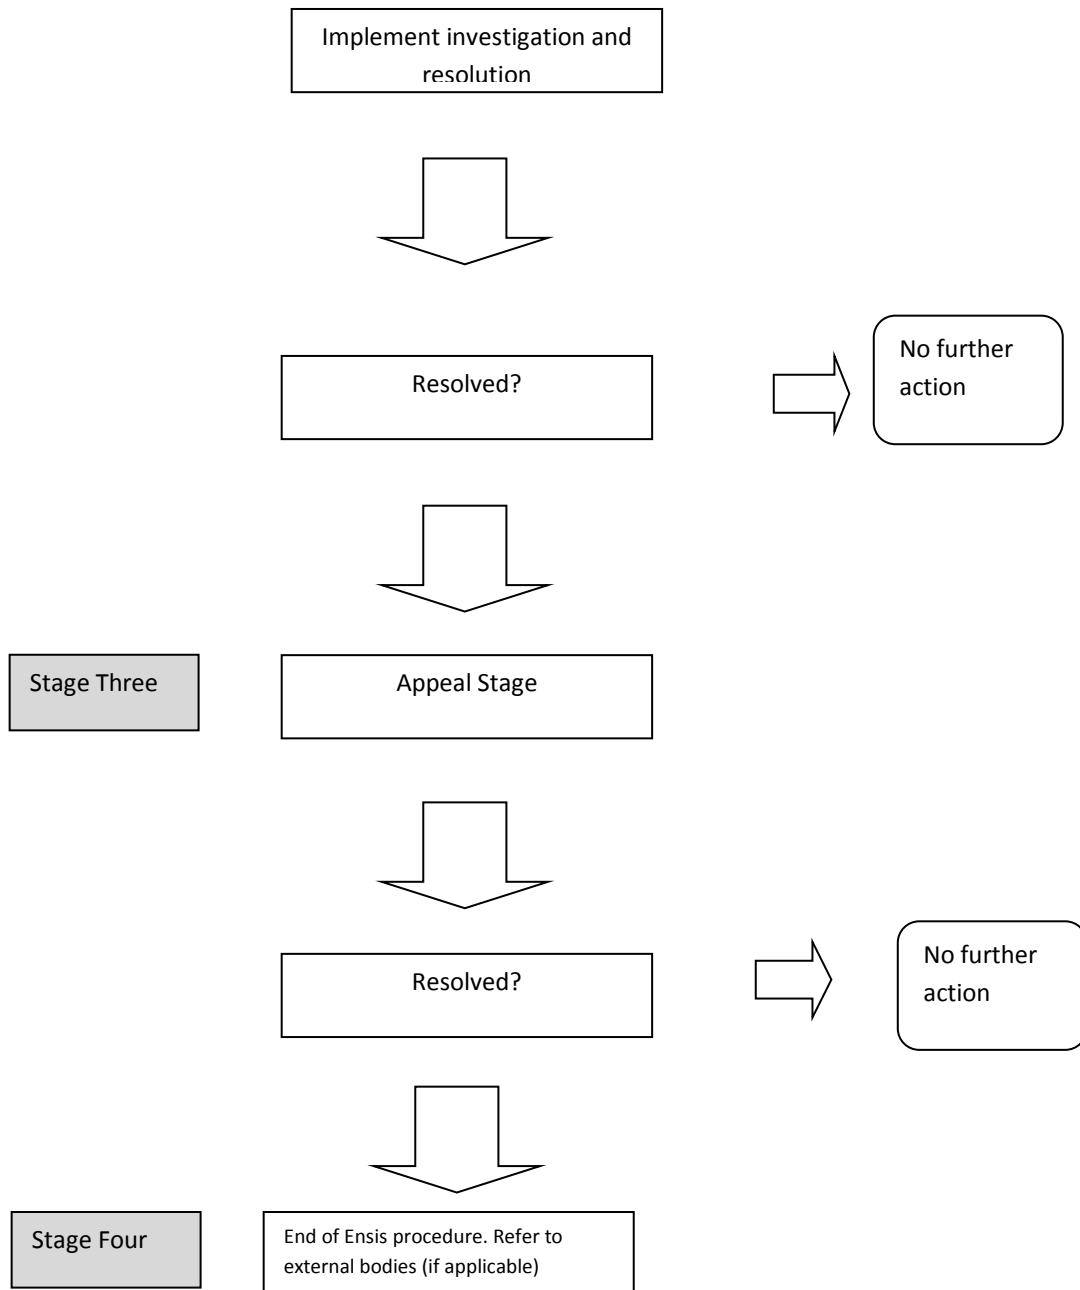 Implement investigation and
resolution
Resolved?
No further
action
Stage Three
Appeal Stage
Resolved?
No further
action
Stage Four
End of Ensis procedure. Refer to
external bodies (if applicable)